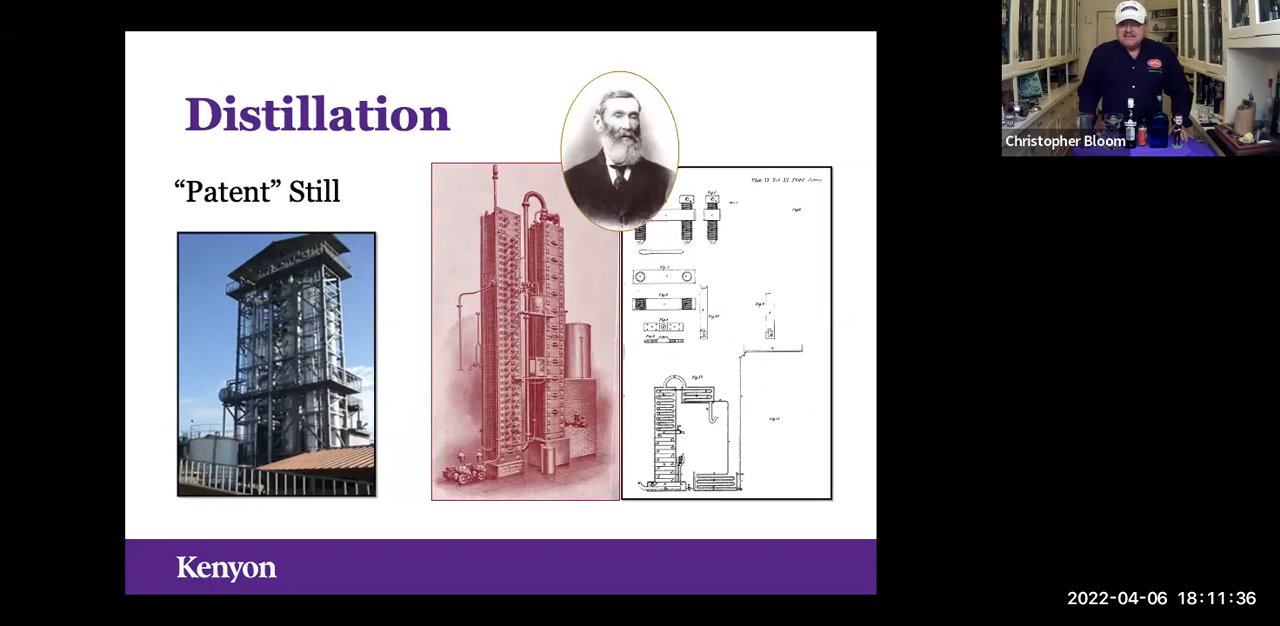 Distillation
“Patent” Still
Kenyon
Christopher Bloom
2022-04-06 18:11:36